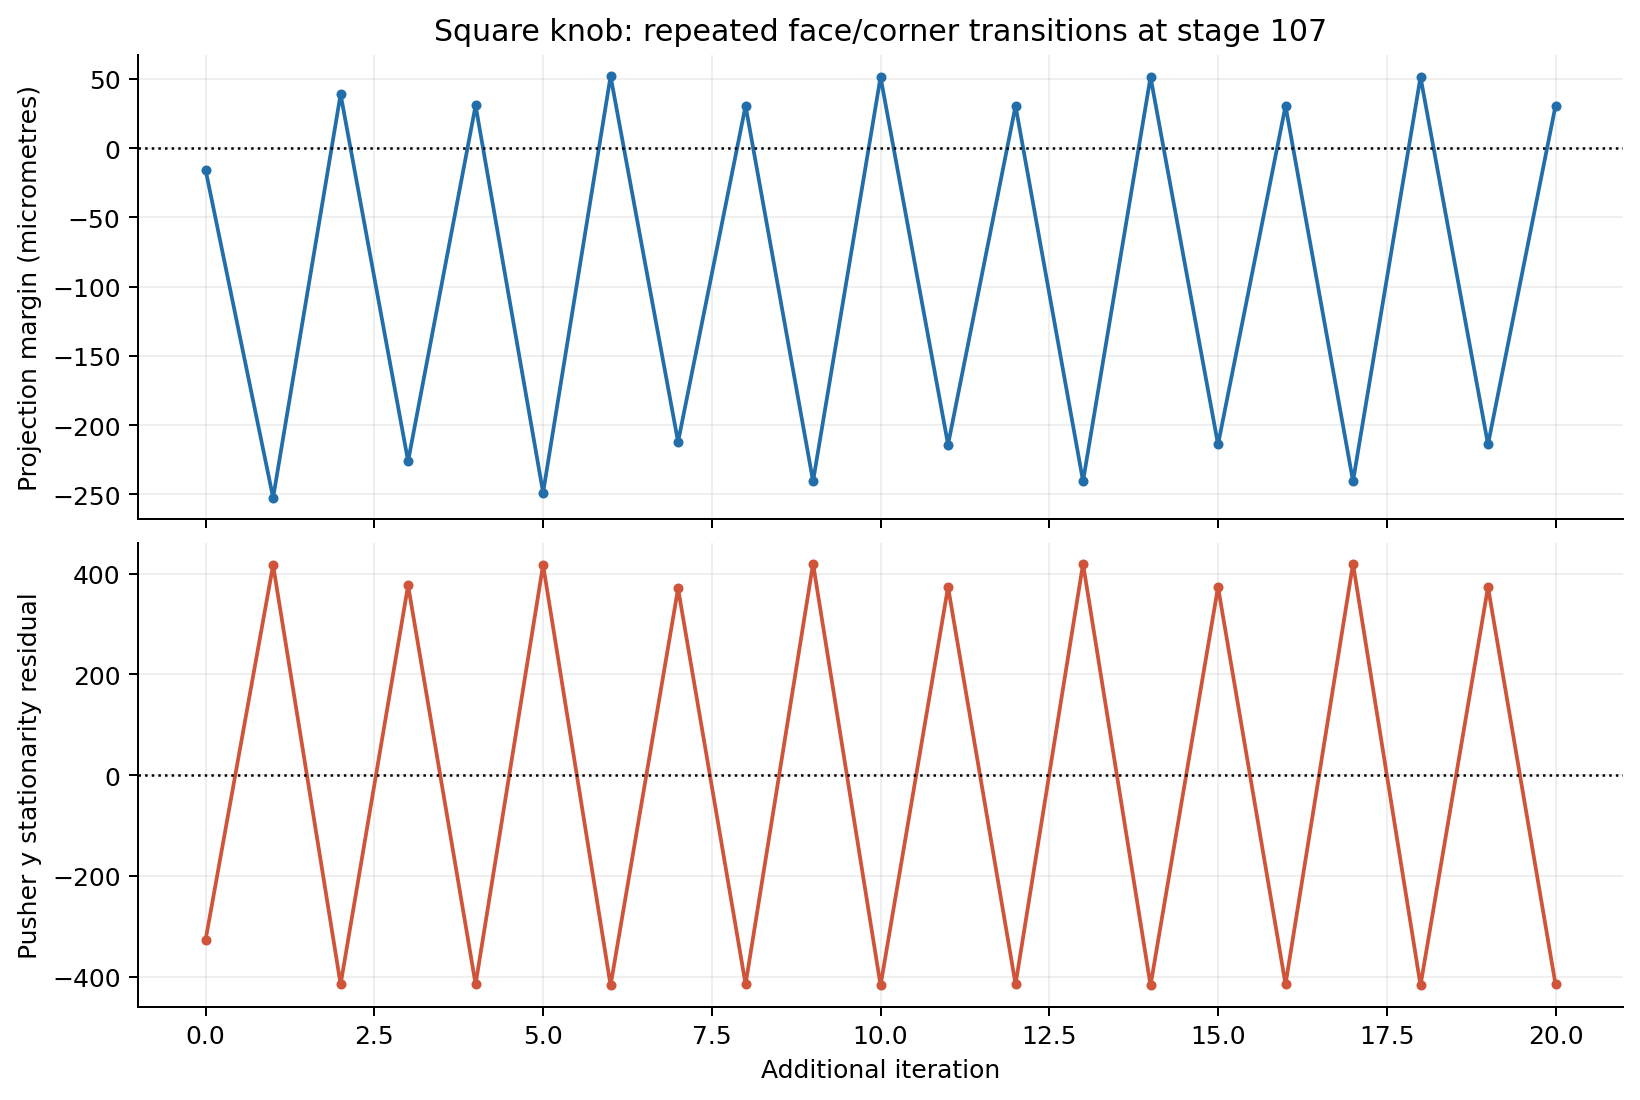 Square knob: repeated face/corner transitions at stage 107
Projection margin (micrometres)
50
0
−50
−100
−150
−200
−250
Pusher y stationarity residual
400
200
0
−200
−400
0.0 2.5 5.0 7.5 10.0 12.5 15.0 17.5 20.0
Additional iteration